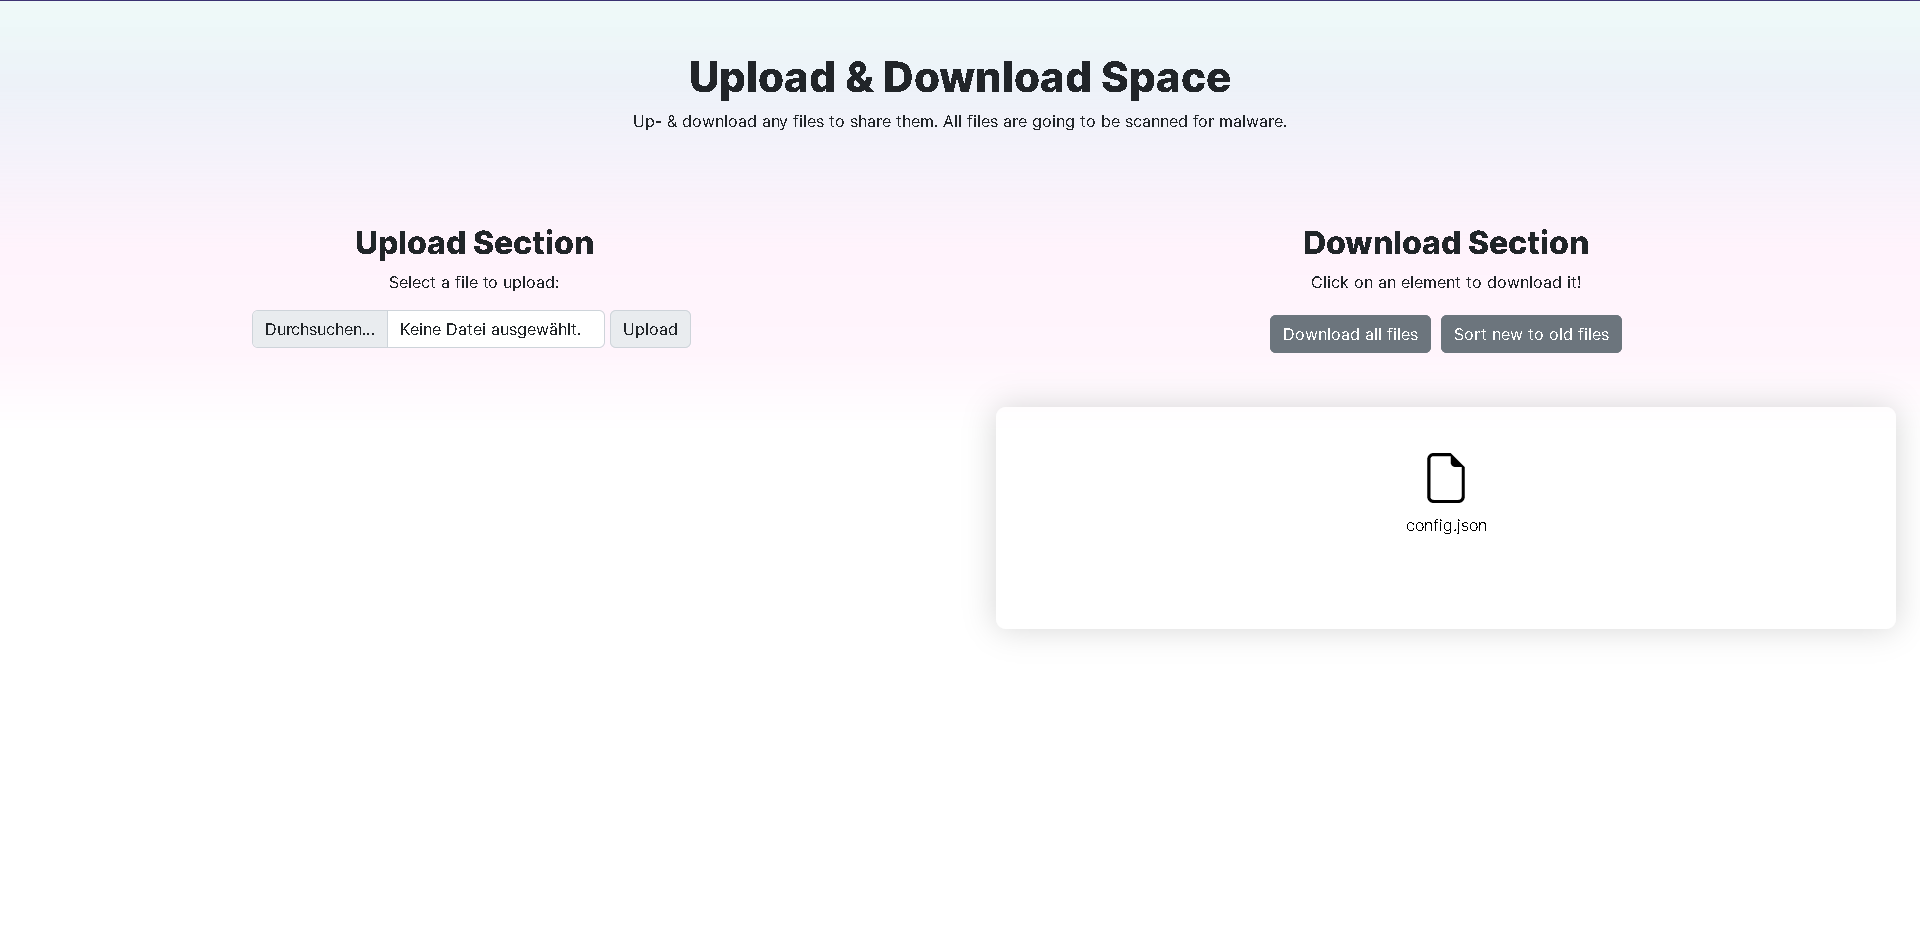 Upload & Download Space
Up- & download any files to share them. All files are going to be scanned for malware.
Upload Section
Select a file to upload:
Durchsuchen... Keine Datei ausgewählt. Upload
Download Section
Click on an element to download it!
Download all files Sort new to old files
config.json